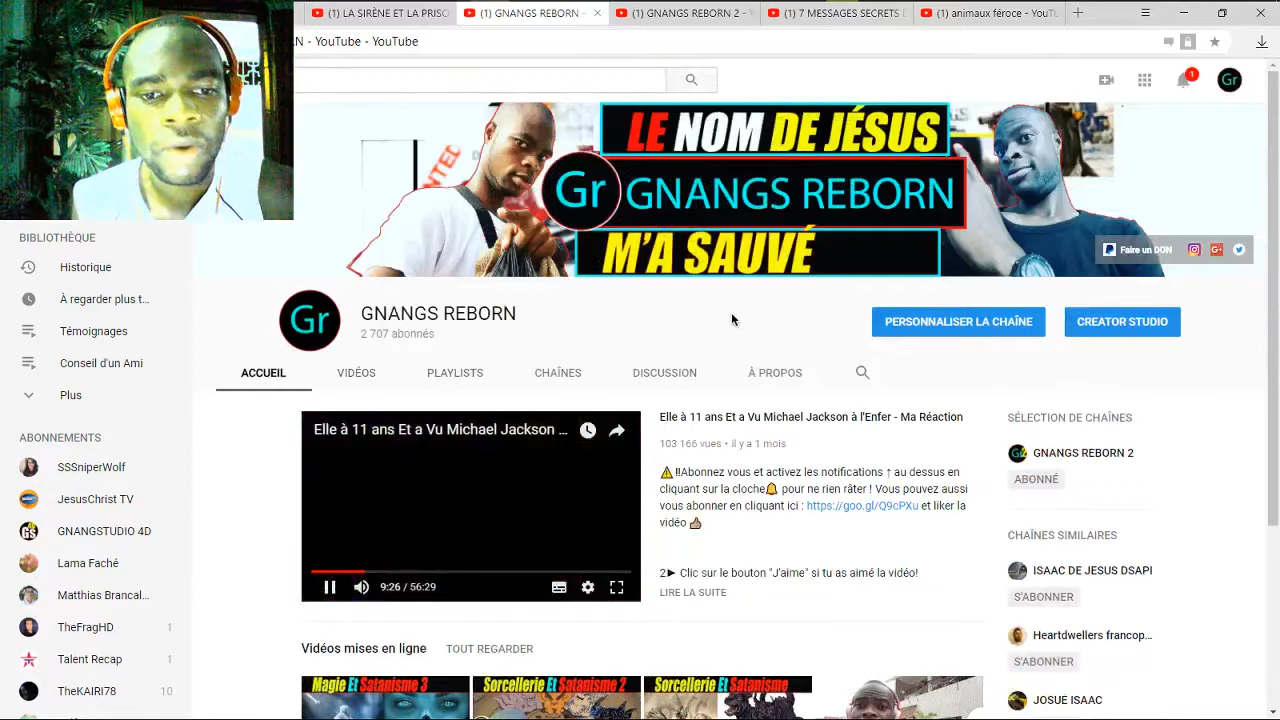 (1) LA SIRÈNE ET LA PRISO
(1) GNANGS REBORN -
(1) GNANGS REBORN 2 - Y
(1) 7 MESSAGES SECRETS D
(1) animaux féroce - YouTu
N - YouTube - YouTube
1
Gr
LE NOM DE JÉSUS
Gr GNANGS REBORN
M'A SAUVÉ
Faire un DON
BIBLIOTHÈQUE
Historique
À regarder plus t...
Témoignages
Conseil d'un Ami
Plus
ABONNEMENTS
SSSniperWolf
JesusChrist TV
GNANGSTUDIO 4D
Lama Faché
Matthias Brancal...
TheFragHD 1
Talent Recap 1
TheKAIRI78 10
Gr
GNANGS REBORN
2 707 abonnés
PERSONNALISER LA CHAÎNE
CREATOR STUDIO
ACCUEIL VIDÉOS PLAYLISTS CHAÎNES DISCUSSION À PROPOS
Elle à 11 ans Et a Vu Michael Jackson ...
9:26 / 56:29
Elle à 11 ans Et a Vu Michael Jackson à l'Enfer - Ma Réaction
103 166 vues • il y a 1 mois
⚠!!Abonnez vous et activez les notifications ↑ au dessus en
cliquant sur la cloche🔔 pour ne rien râter ! Vous pouvez aussi
vous abonner en cliquant ici : https://goo.gl/Q9cPXu et liker la
vidéo 👍
2► Clic sur le bouton "J'aime" si tu as aimé la vidéo!
LIRE LA SUITE
SÉLECTION DE CHAÎNES
GNANGS REBORN 2
ABONNÉ
CHAÎNES SIMILAIRES
ISAAC DE JESUS DSAPI
S'ABONNER
Heartdwellers francop...
S'ABONNER
JOSUE ISAAC
Vidéos mises en ligne TOUT REGARDER
Magie Et Satanisme 3
Sorcellerie Et Satanisme 2
Sorcellerie Et Satanisme